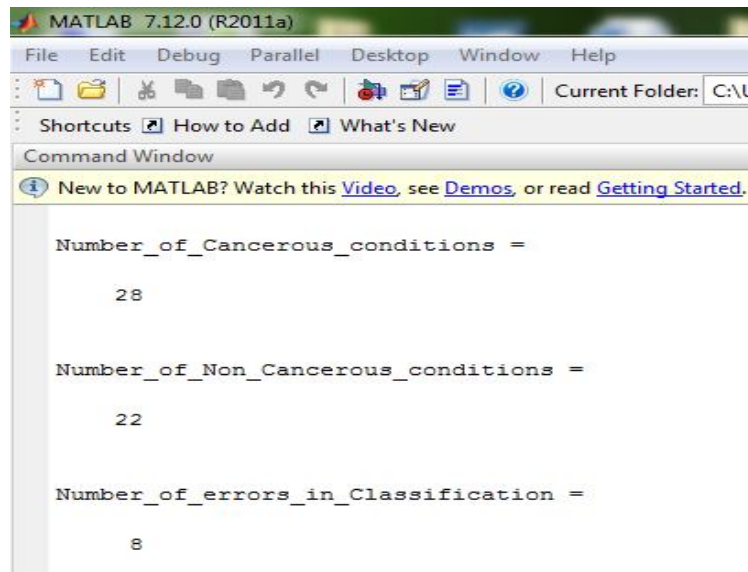 MATLAB 7.12.0 (R2011a)
File Edit Debug Parallel Desktop Window Help
Current Folder: C:\
Shortcuts How to Add What's New
Command Window
New to MATLAB? Watch this Video, see Demos, or read Getting Started.
Number_of_Cancerous_conditions =
28
Number_of_Non_Cancerous_conditions =
22
Number_of_errors_in_Classification =
8